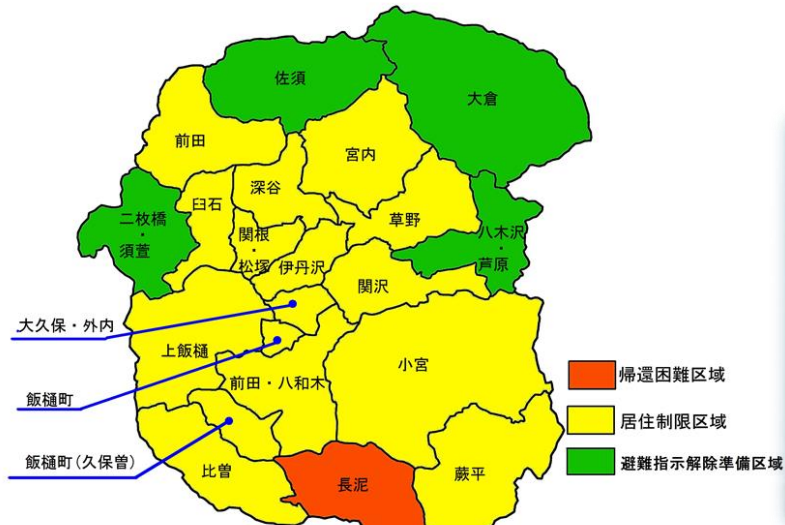 佐須
大倉
前田
宮内
深谷
臼石
草野
二枚橋
・
須萱
関根
・
松塚
八木沢
・
芦原
伊丹沢
関沢
大久保・外内
上飯樋
小宮
前田・八和木
飯樋町
飯樋町(久保曽)
比曽
長泥
蕨平
帰還困難区域
居住制限区域
避難指示解除準備区域